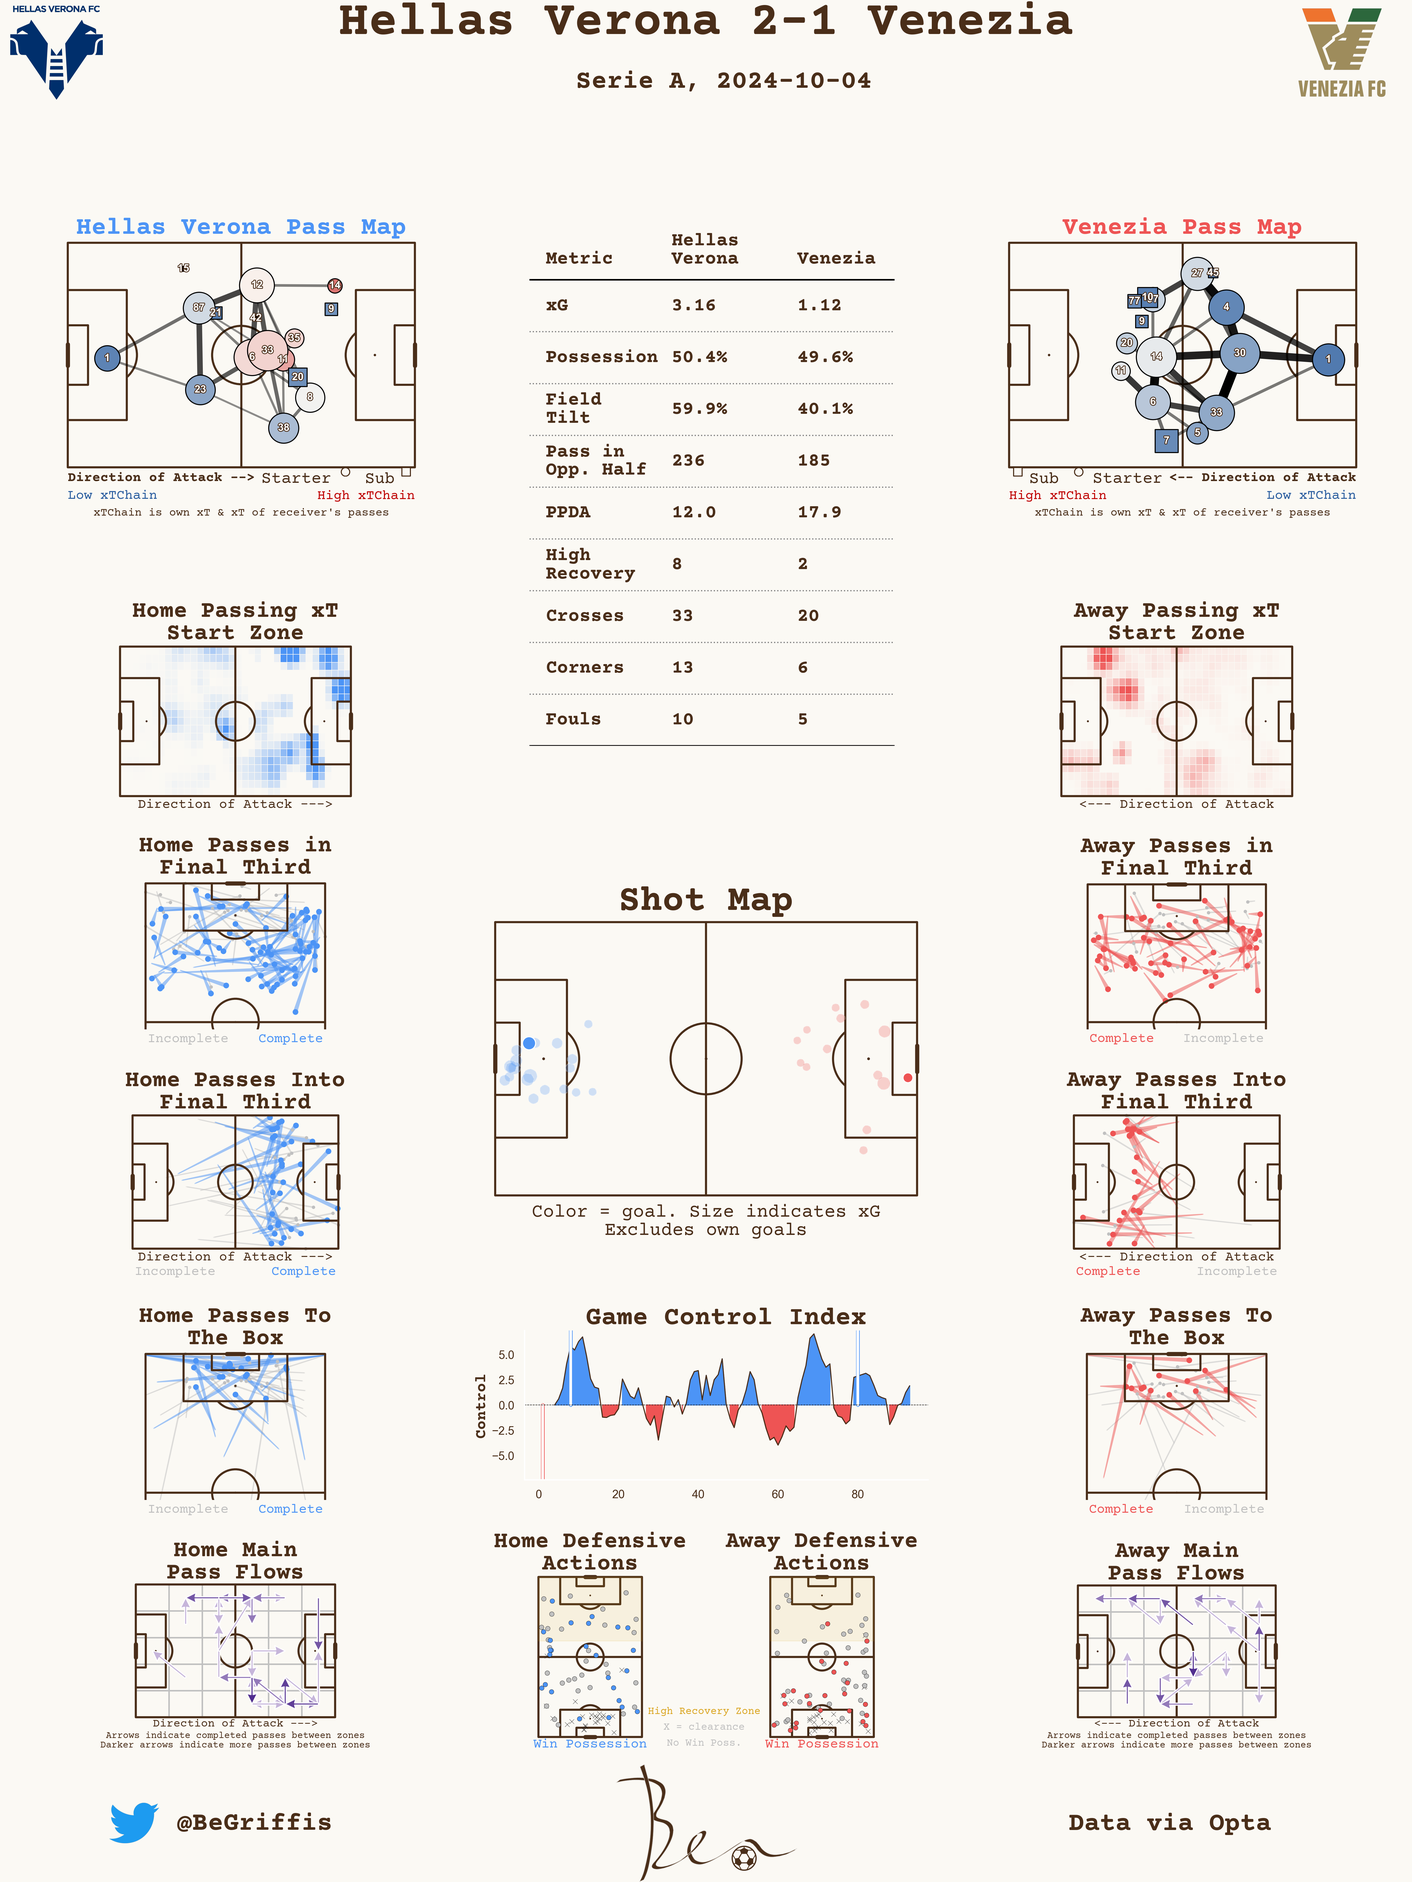 HELLAS VERONA FC
Hellas Verona 2-1 Venezia
Serie A, 2024-10-04
VENEZIA FC
Hellas Verona Pass Map
15
12
14
87
21
9
42
35
6
33
11
1
20
23
8
38
Direction of Attack --> Starter Sub
Low xTChain High xTChain
xTChain is own xT & xT of receiver's passes
Metric Hellas Verona Venezia
xG 3.16 1.12
Possession 50.4% 49.6%
Field Tilt 59.9% 40.1%
Pass in Opp. Half 236 185
PPDA 12.0 17.9
High Recovery 8 2
Crosses 33 20
Corners 13 6
Fouls 10 5
Venezia Pass Map
27
45
77
19
4
9
20
14
30
1
11
6
33
5
7
Sub Starter <-- Direction of Attack
High xTChain Low xTChain
xTChain is own xT & xT of receiver's passes
Home Passing xT
Start Zone
Direction of Attack --->
Away Passing xT
Start Zone
<--- Direction of Attack
Home Passes in
Final Third
Incomplete Complete
Away Passes in
Final Third
Complete Incomplete
Shot Map
Color = goal. Size indicates xG
Excludes own goals
Home Passes Into
Final Third
Direction of Attack --->
Incomplete Complete
Away Passes Into
Final Third
<--- Direction of Attack
Complete Incomplete
Home Passes To
The Box
Incomplete Complete
Game Control Index
Control
5.0
2.5
0.0
−2.5
−5.0
0 20 40 60 80
Away Passes To
The Box
Complete Incomplete
Home Main
Pass Flows
Direction of Attack --->
Arrows indicate completed passes between zones
Darker arrows indicate more passes between zones
Home Defensive
Actions
Win Possession
High Recovery Zone
X = clearance
No Win Poss.
Away Defensive
Actions
Win Possession
Away Main
Pass Flows
<--- Direction of Attack
Arrows indicate completed passes between zones
Darker arrows indicate more passes between zones
@BeGriffis
Ben
Data via Opta